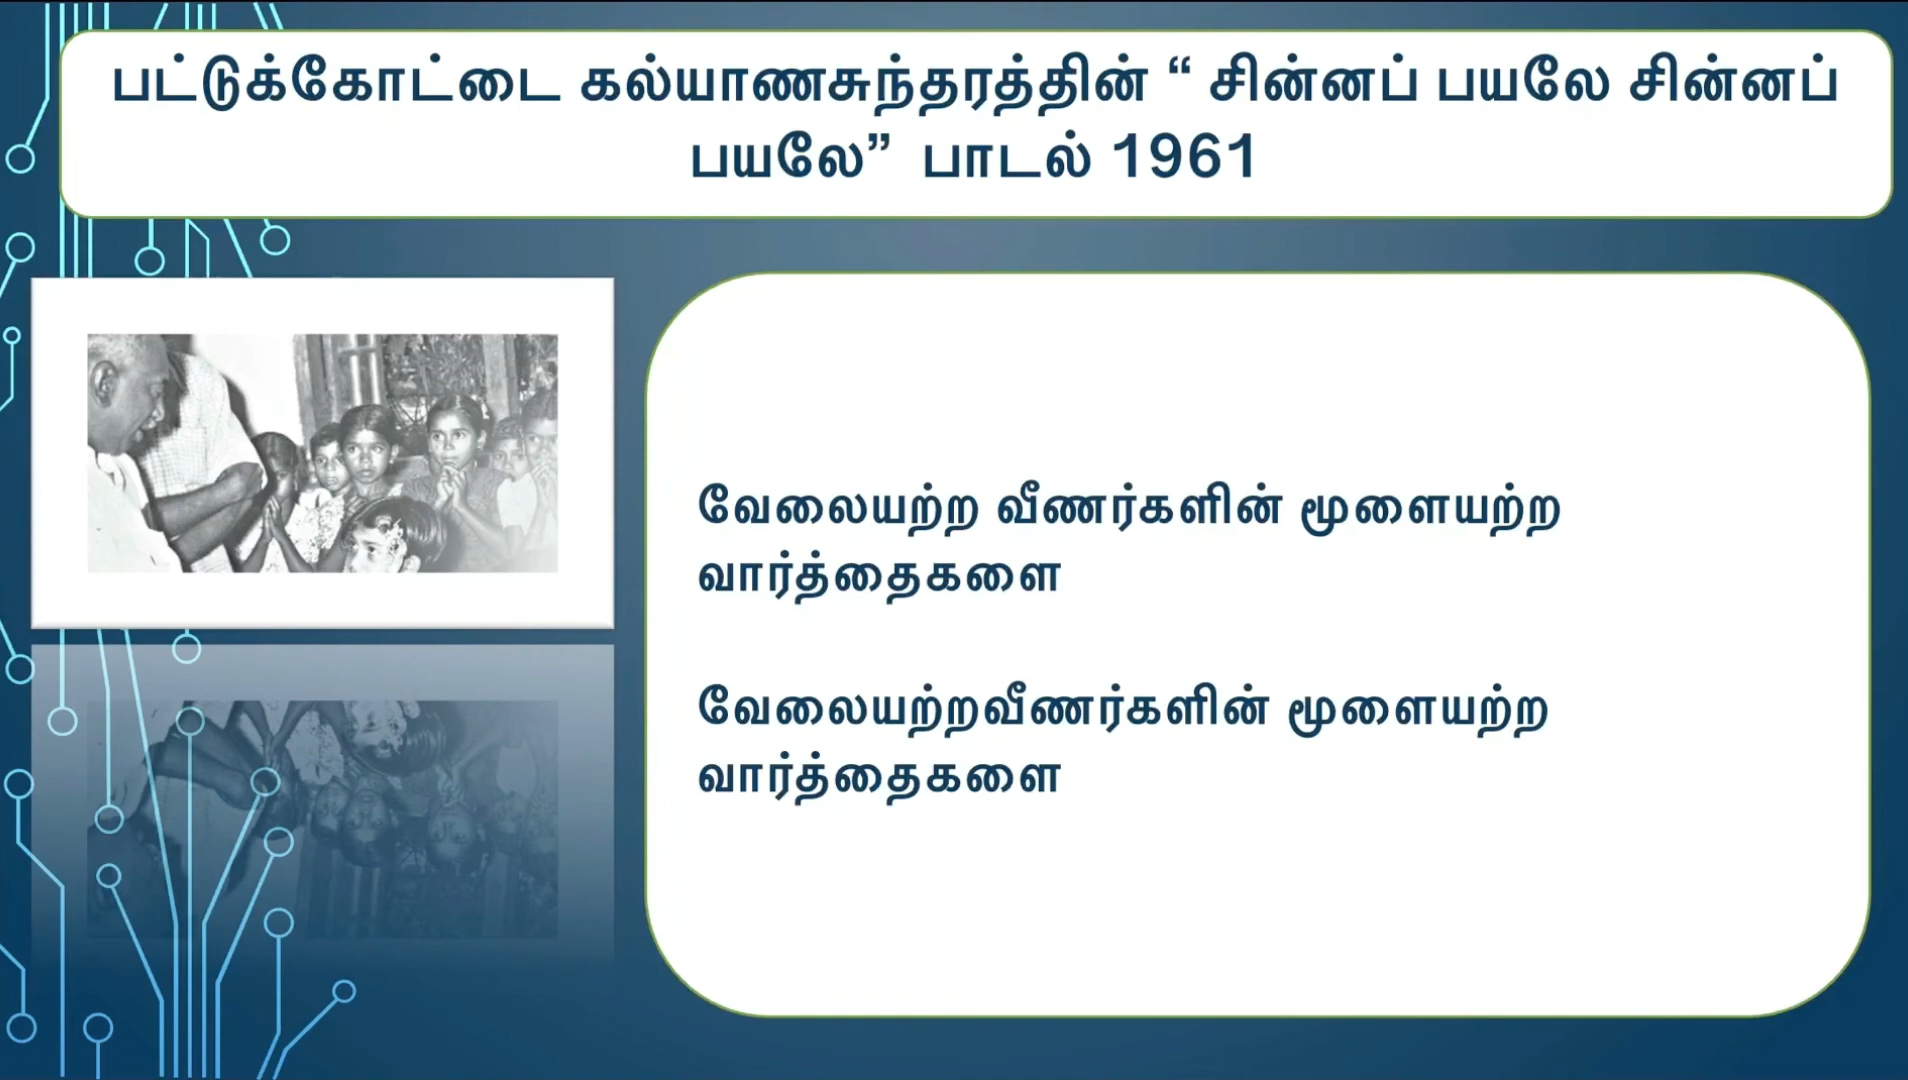 பட்டுக்கோட்டை கல்யாணசுந்தரத்தின் “ சின்னப் பயலே சின்னப்
பயலே” பாடல் 1961
வேலையற்ற வீணர்களின் மூளையற்ற
வார்த்தைகளை
வேலையற்றவீணர்களின் மூளையற்ற
வார்த்தைகளை